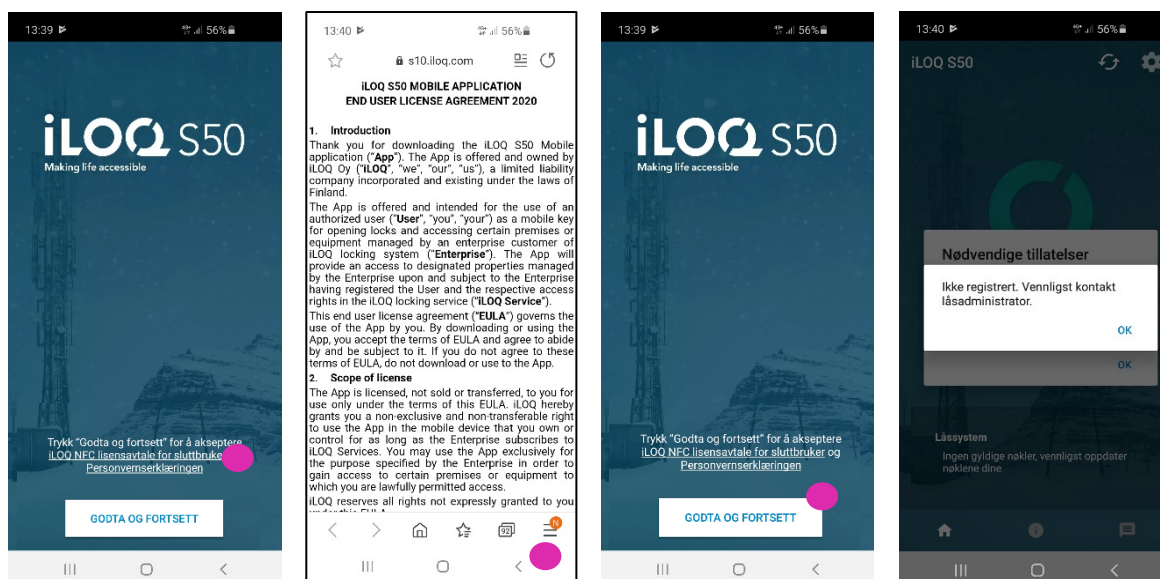 13:39
56%
iLOQ S50
Making life accessible
Trykk "Godta og fortsett" for å akseptere
iLOQ NFC lisensavtale for sluttbruke
Personvernserklæringen
GODTA OG FORTSETT
13:40
56%
s10.iloq.com
iLOQ S50 MOBILE APPLICATION
END USER LICENSE AGREEMENT 2020
1. Introduction
Thank you for downloading the iLOQ S50 Mobile
application ("App"). The App is offered and owned by
iLOQ Oy ("iLOQ", "we", "our", "us"), a limited liability
company incorporated and existing under the laws of
Finland.
The App is offered and intended for the use of an
authorized user ("User", "you", "your") as a mobile key
for opening locks and accessing certain premises or
equipment managed by an enterprise customer of
iLOQ locking system ("Enterprise"). The App will
provide an access to designated properties managed
by the Enterprise upon and subject to the Enterprise
having registered the User and the respective access
rights in the iLOQ locking service ("iLOQ Service").
This end user license agreement ("EULA") governs the
use of the App by you. By downloading or using the
App, you accept the terms of EULA and agree to abide
by and be subject to it. If you do not agree to these
terms of EULA, do not download or use to the App.
2. Scope of license
The App is licensed, not sold or transferred, to you for
use only under the terms of this EULA. iLOQ hereby
grants you a non-exclusive and non-transferable right
to use the App in the mobile device that you own or
control for as long as the Enterprise subscribes to
iLOQ Services. You may use the App exclusively for
the purpose specified by the Enterprise in order to
gain access to certain premises or equipment to
which you are lawfully permitted access.
iLOQ reserves all rights not expressly granted to you
92
N
13:39
56%
iLOQ S50
Making life accessible
Trykk "Godta og fortsett" for å akseptere
iLOQ NFC lisensavtale for sluttbruker og
Personvernserklæringen
GODTA OG FORTSETT
13:40
56%
iLOQ S50
Nødvendige tillatelser
Ikke registrert. Vennligst kontakt
låsadministrator.
OK
OK
Låssystem
Ingen gyldige nøkler, vennligst oppdater
nøklene dine